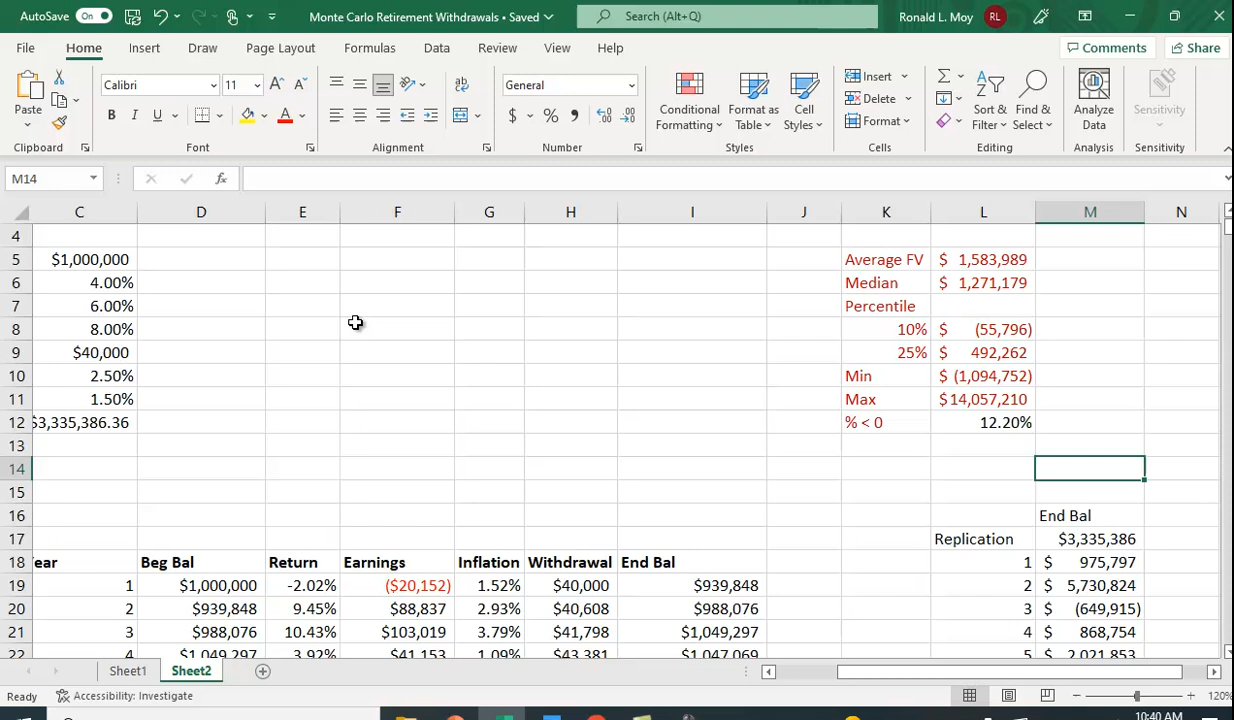 AutoSave On Monte Carlo Retirement Withdrawals • Saved Search (Alt+Q) Ronald L. Moy RL
File Home Insert Draw Page Layout Formulas Data Review View Help Comments Share
Calibri 11 A A General Insert Σ
Paste B I U A $ % 9 Conditional Format as Cell Delete Sort & Find & Analyze Sensitivity
Formatting Table Styles Format Filter Select Data
Clipboard Font Alignment Number Styles Cells Editing Analysis Sensitivity
M14 fx
C D E F G H I J K L M N
4
5 $1,000,000 Average FV $ 1,583,989
6 4.00% Median $ 1,271,179
7 6.00% Percentile
8 8.00% 10% $ (55,796)
9 $40,000 25% $ 492,262
10 2.50% Min $ (1,094,752)
11 1.50% Max $ 14,057,210
12 $3,335,386.36 % < 0 12.20%
13
14
15
16 End Bal
17 Replication $3,335,386
18 ear Beg Bal Return Earnings Inflation Withdrawal End Bal 1 $ 975,797
19 1 $1,000,000 -2.02% ($20,152) 1.52% $40,000 $939,848 2 $ 5,730,824
20 2 $939,848 9.45% $88,837 2.93% $40,608 $988,076 3 $ (649,915)
21 3 $988,076 10.43% $103,019 3.79% $41,798 $1,049,297 4 $ 868,754
22 4 $1,049,297 3.92% $41,153 1.09% $43,381 $1,047,069 5 $ 2,021,853
Sheet1 Sheet2
Ready Accessibility: Investigate 120%
10:40 AM